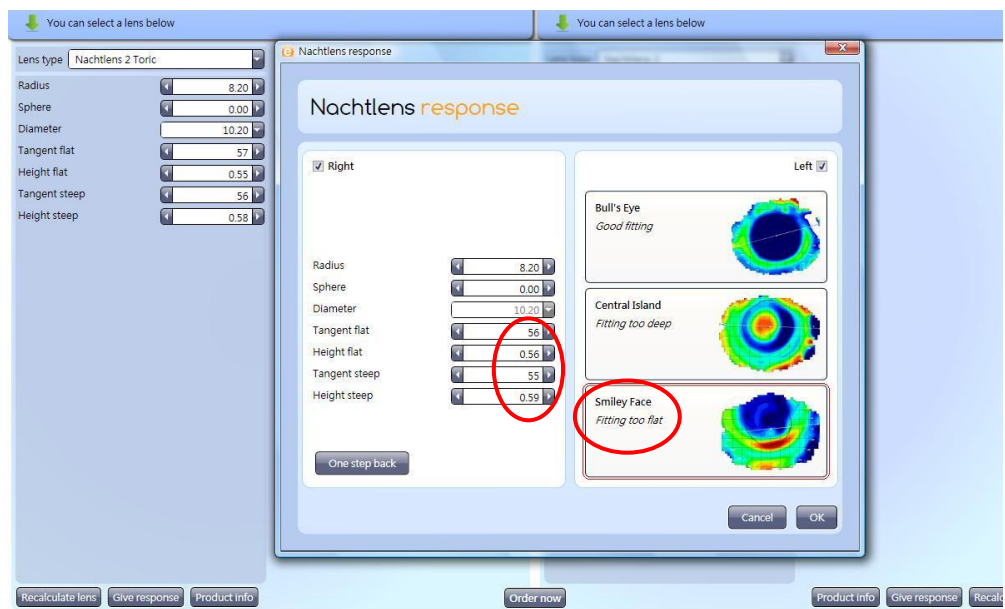 You can select a lens below
You can select a lens below
Lens type Nachtlens 2 Toric
Radius 8.20
Sphere 0.00
Diameter 10.20
Tangent flat 57
Height flat 0.55
Tangent steep 56
Height steep 0.58
Nachtlens response
Nachtlens response
Right
Left
Radius 8.20
Sphere 0.00
Diameter 10.20
Tangent flat 56
Height flat 0.56
Tangent steep 55
Height steep 0.59
One step back
Bull's Eye
Good fitting
Central Island
Fitting too deep
Smiley Face
Fitting too flat
Cancel OK
Recalculate lens Give response Product info
Order now
Product info Give response Recalc